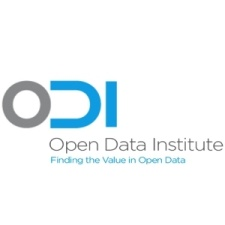 ODI
Open Data Institute
Finding the Value in Open Data